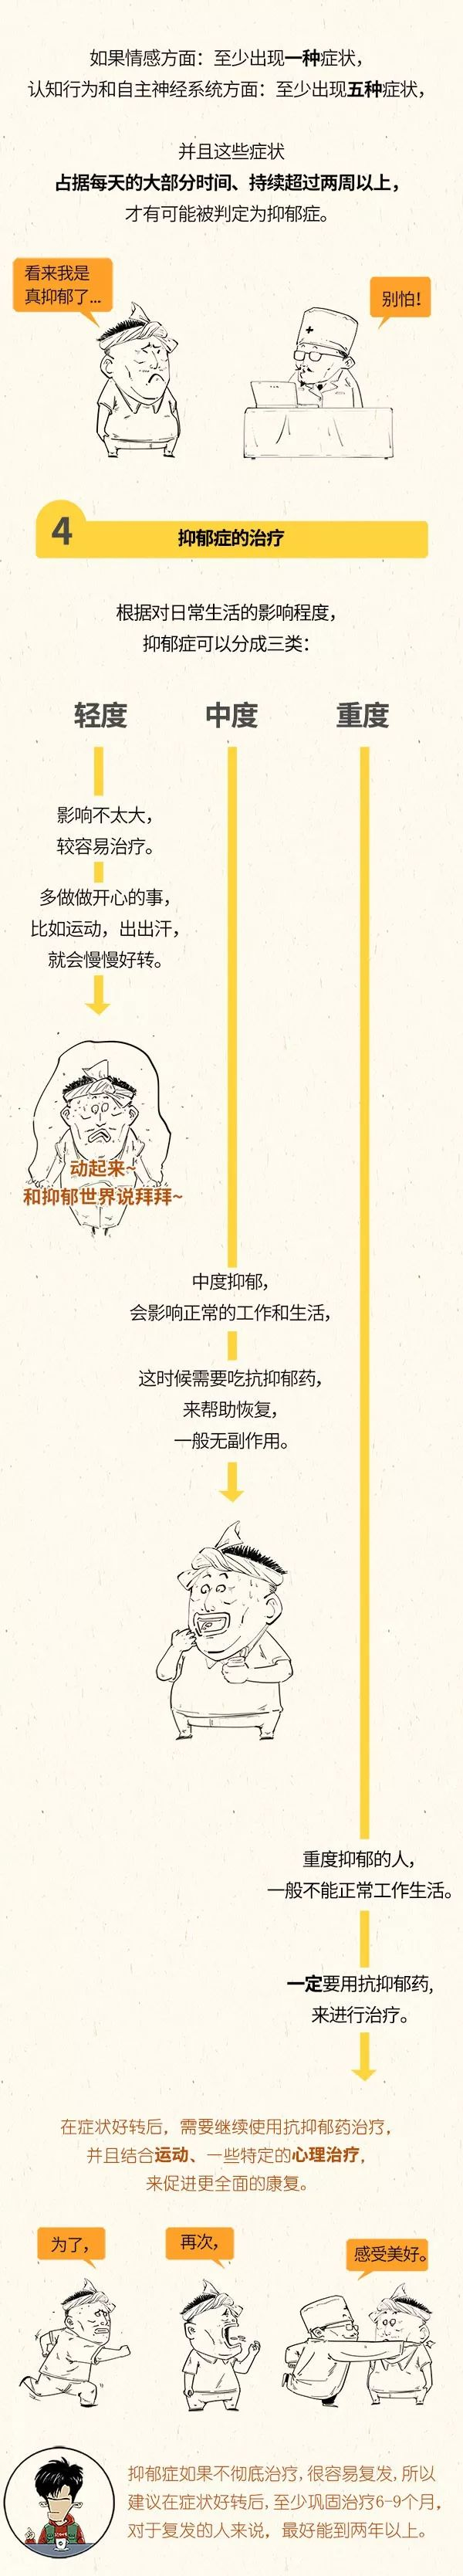 如果情感方面：至少出现一种症状，
认知行为和自主神经系统方面：至少出现五种症状，
并且这些症状
占据每天的大部分时间、持续超过两周以上，
才有可能被判定为抑郁症。
看来我是
真抑郁了...
别怕！
4
抑郁症的治疗
根据对日常生活的影响程度，
抑郁症可以分成三类：
轻度
中度
重度
影响不太大，
较容易治疗。
多做做开心的事，
比如运动，出出汗，
就会慢慢好转。
动起来~
和抑郁世界说拜拜~
中度抑郁，
会影响正常的工作和生活，
这时候需要吃抗抑郁药，
来帮助恢复，
一般无副作用。
重度抑郁的人，
一般不能正常工作生活。
一定要用抗抑郁药，
来进行治疗。
在症状好转后，需要继续使用抗抑郁药治疗，
并且结合运动、一些特定的心理治疗，
来促进更全面的康复。
为了，
再次，
感受美好。
抑郁症如果不彻底治疗，很容易复发，所以
建议在症状好转后，至少巩固治疗6-9个月，
对于复发的人来说，最好能到两年以上。